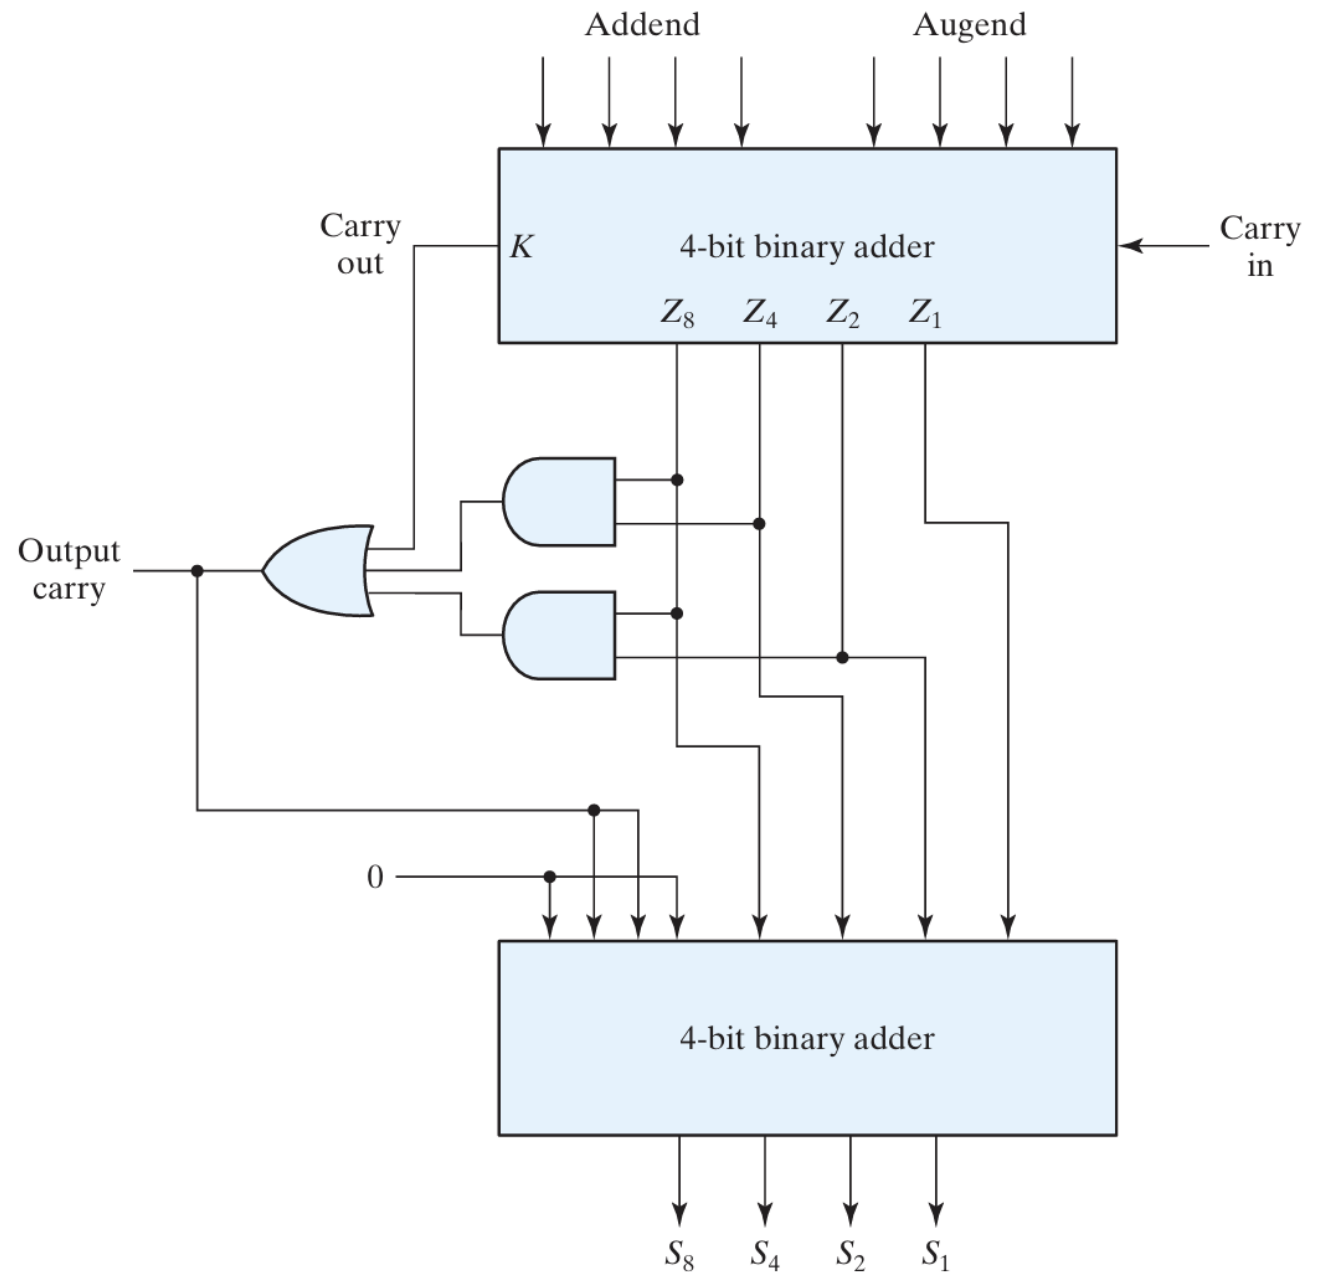 Addend
Augend
Carry
out
K
4-bit binary adder
Carry
in
Z8 Z4 Z2 Z1
Output
carry
0
4-bit binary adder
S8 S4 S2 S1